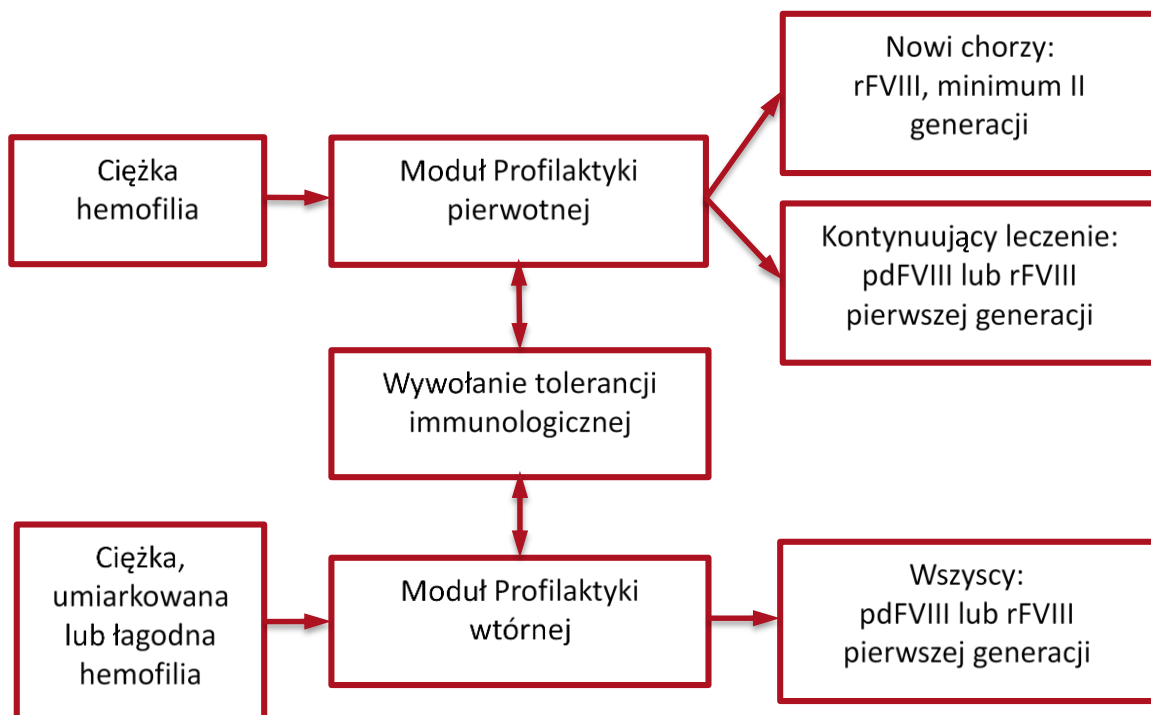 Nowi chorzy:
rFVIII, minimum II
generacji
Ciężka
hemofilia
Moduł Profilaktyki
pierwotnej
Kontynuujący leczenie:
pdFVIII lub rFVIII
pierwszej generacji
Wywołanie tolerancji
immunologicznej
Ciężka,
umiarkowana
lub łagodna
hemofilia
Moduł Profilaktyki
wtórnej
Wszyscy:
pdFVIII lub rFVIII
pierwszej generacji